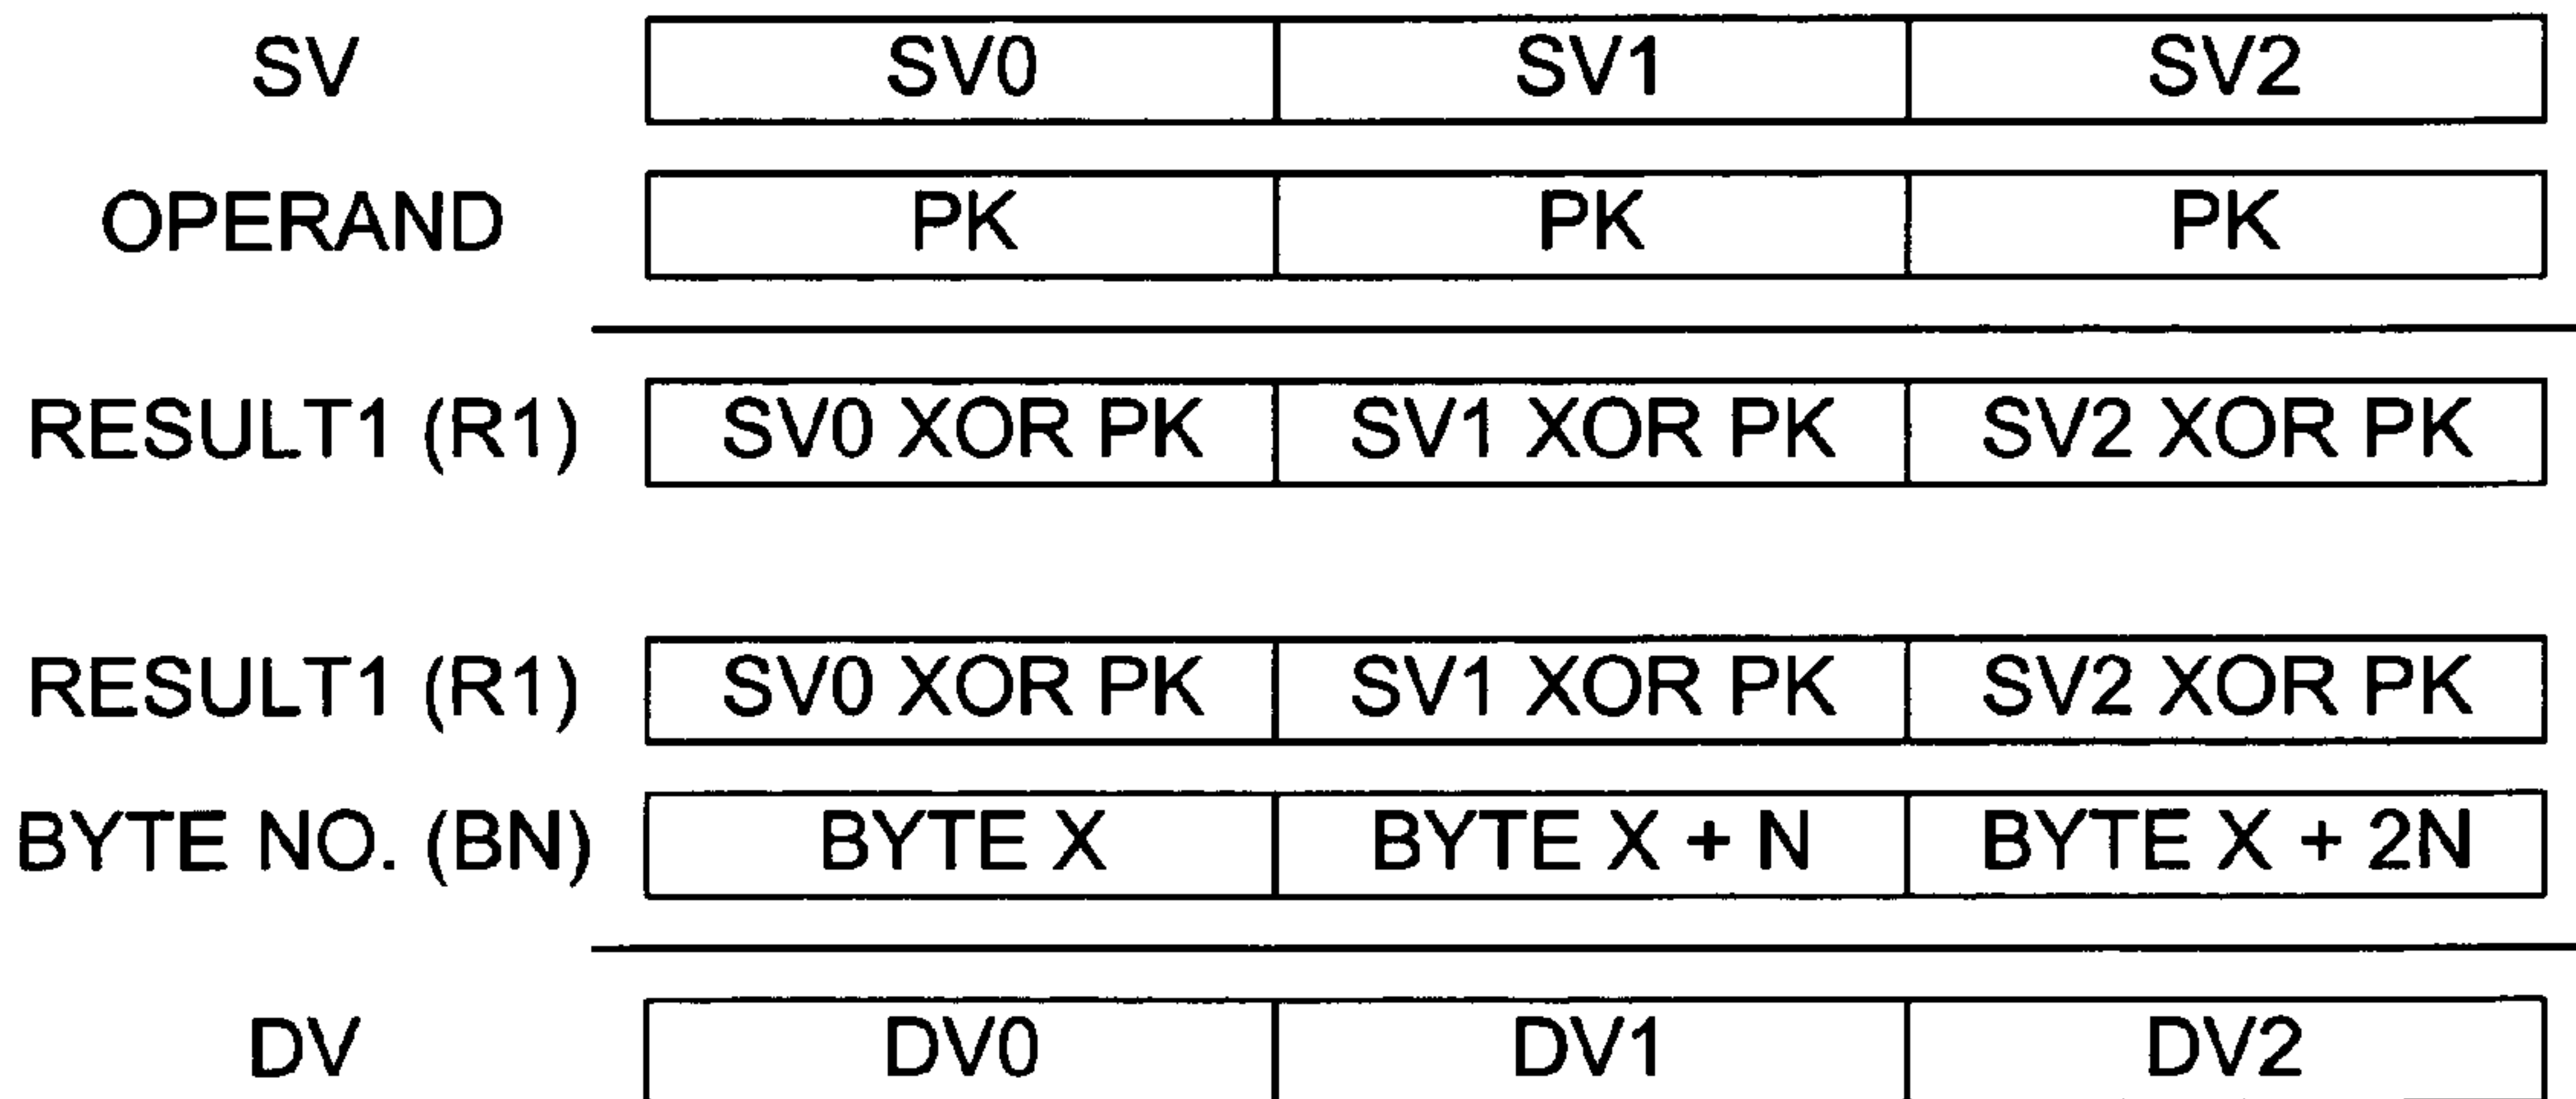 SV SV0 SV1 SV2
OPERAND PK PK PK
RESULT1 (R1) SV0 XOR PK SV1 XOR PK SV2 XOR PK
RESULT1 (R1) SV0 XOR PK SV1 XOR PK SV2 XOR PK
BYTE NO. (BN) BYTE X BYTE X + N BYTE X + 2N
DV DV0 DV1 DV2